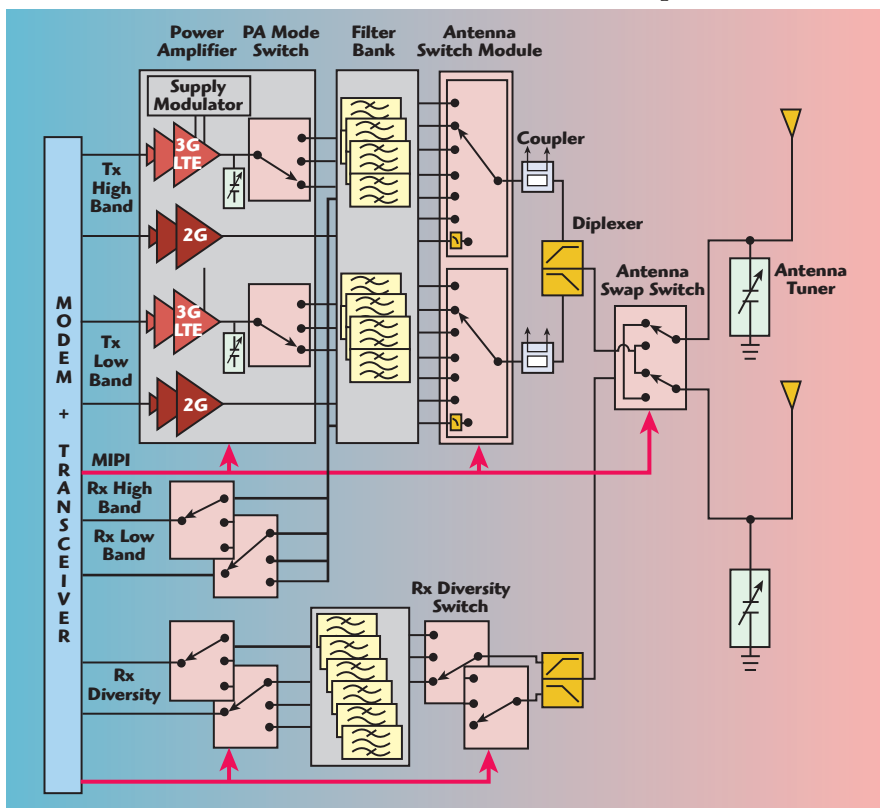 Power
Amplifier
PA Mode
Switch
Filter
Bank
Antenna
Switch Module
Supply
Modulator
Coupler
3G
LTE
Tx
High
Band
2G
Diplexer
Antenna
Swap Switch
Antenna
Tuner
3G
LTE
Tx
Low
Band
2G
MODEM + TRANSCEIVER
MIPI
Rx High
Band
Rx Low
Band
Rx Diversity
Switch
Rx
Diversity